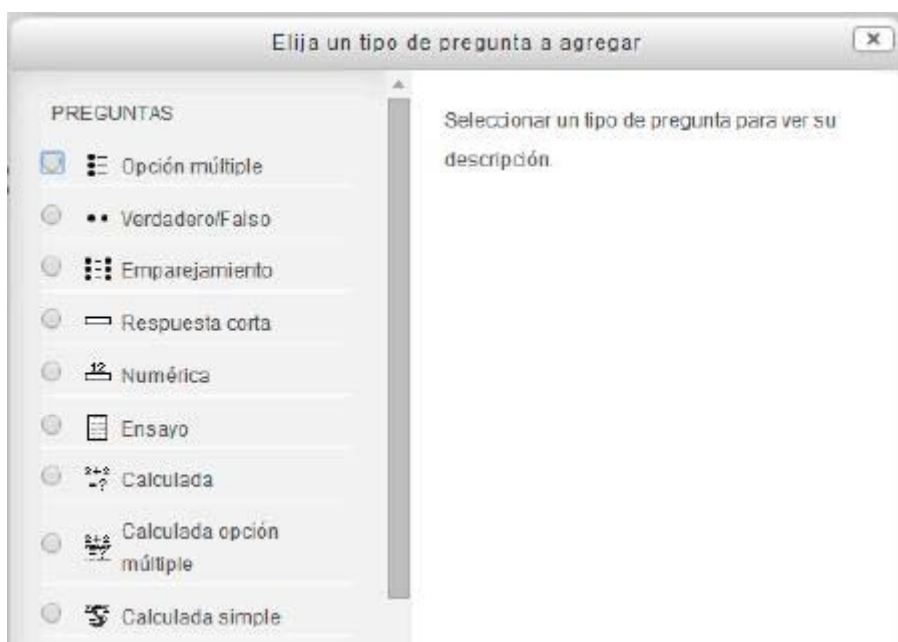 Elija un tipo de pregunta a agregar
PREGUNTAS
Opción múltiple
Verdadero/Falso
Emparejamiento
Respuesta corta
Numérica
Ensayo
Calculada
Calculada opción
múltiple
Calculada simple
Seleccionar un tipo de pregunta para ver su
descripción.